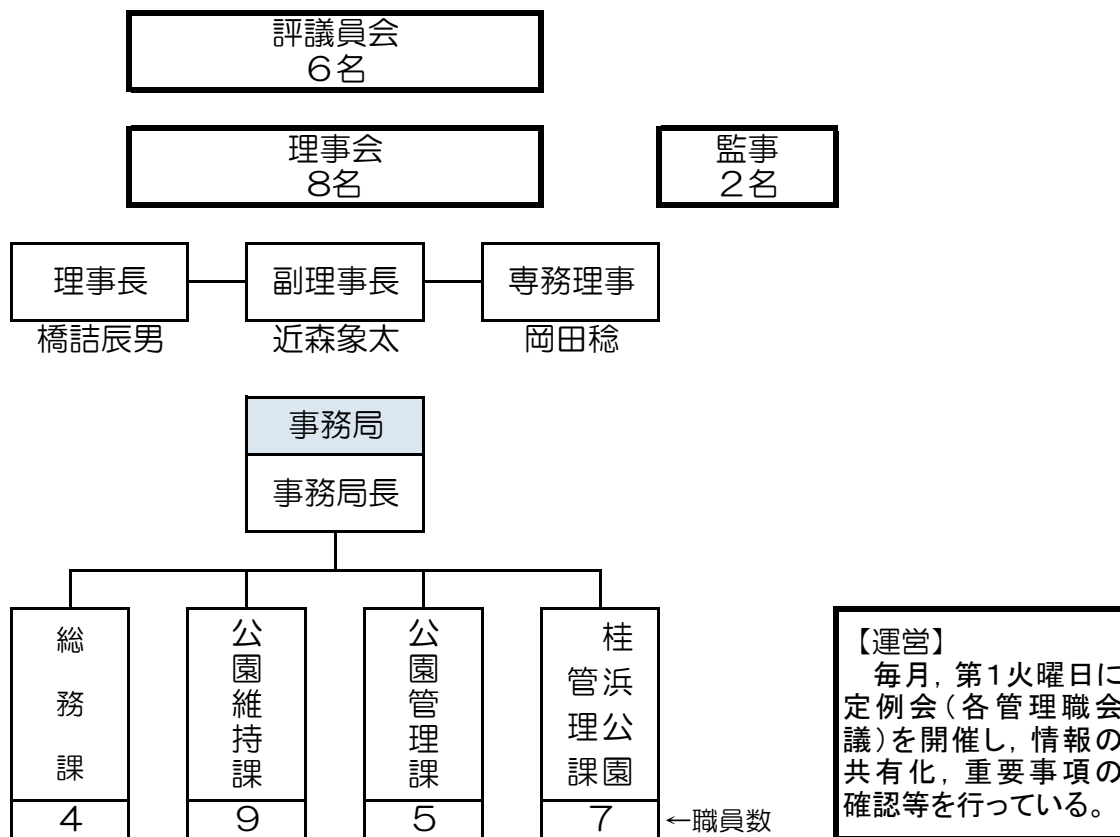 評議員会
６名
理事会
８名
監事
２名
理事長
副理事長
専務理事
橋詰辰男
近森象太
岡田稔
事務局
事務局長
総務課
公園維持課
公園管理課
桂浜公園
管理課
４
９
５
７
←職員数
【運営】
毎月，第１火曜日に
定例会（各管理職会
議）を開催し，情報の
共有化，重要事項の
確認等を行っている。